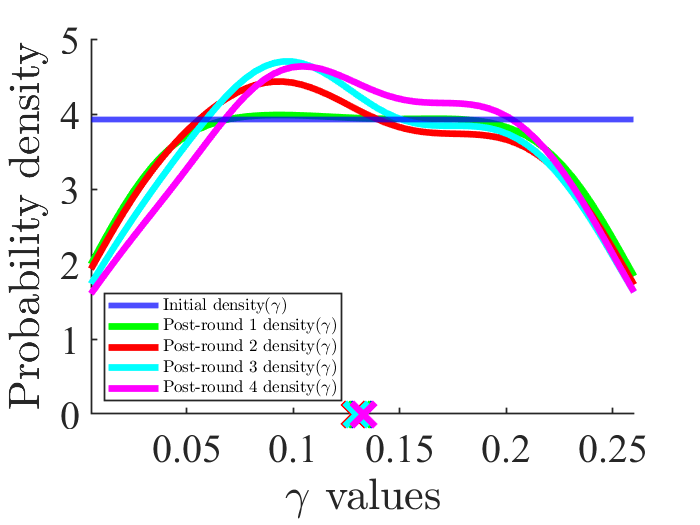 Probability density
5
4
3
2
1
0
Initial density(γ)
Post-round 1 density(γ)
Post-round 2 density(γ)
Post-round 3 density(γ)
Post-round 4 density(γ)
0.05 0.1 0.15 0.2 0.25
γ values